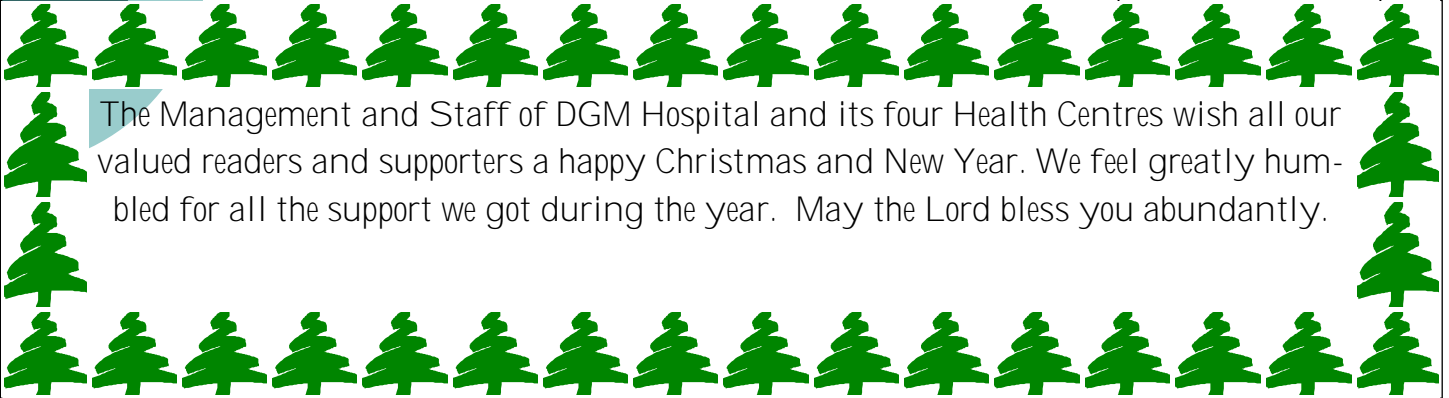 The Management and Staff of DGM Hospital and its four Health Centres wish all our
valued readers and supporters a happy Christmas and New Year. We feel greatly hum-
bled for all the support we got during the year.  May the Lord bless you abundantly.